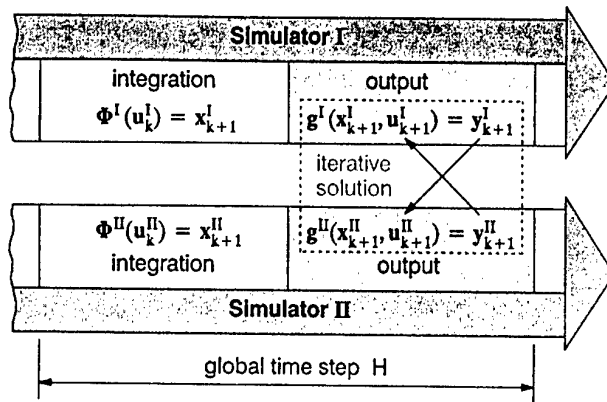 Simulator I
integration output
Φ^I(u_k^I) = x_{k+1}^I g^I(x_{k+1}^I, u_{k+1}^I) = y_{k+1}^I
iterative
solution
Φ^II(u_k^II) = x_{k+1}^II g^II(x_{k+1}^II, u_{k+1}^II) = y_{k+1}^II
integration output
Simulator II
global time step H